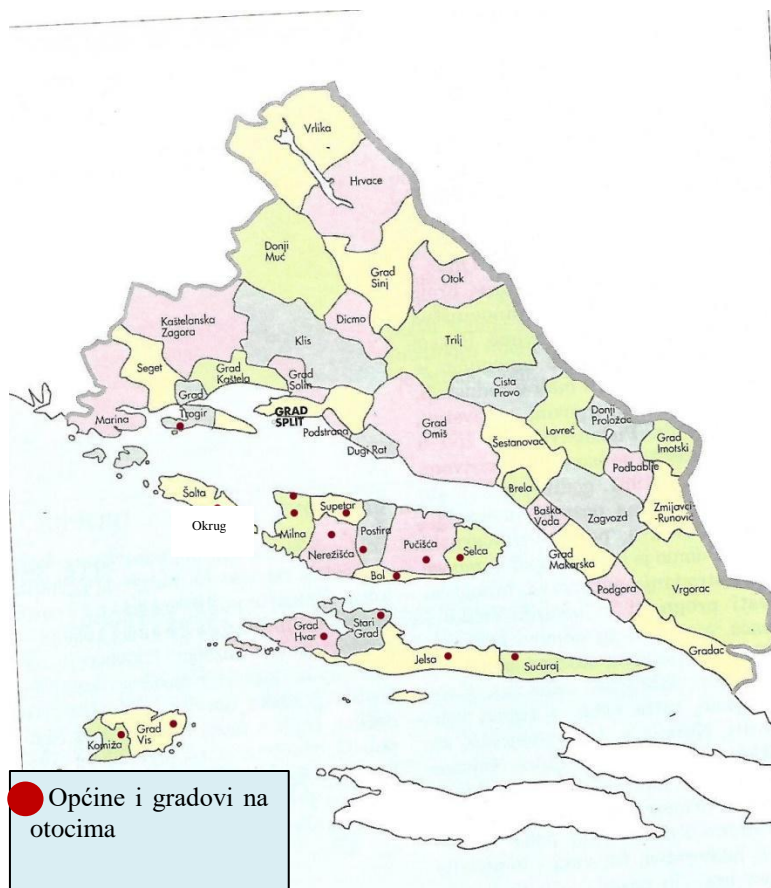 Vrlika
Hrvace
Donji
Muć
Grad
Sinj
Otok
Kaštelanska
Zagora
Dicmo
Klis
Trilj
Seget
Grad
Kaštela
Grad
Solin
Grad
Trogir
Marina
GRAD
SPLIT
Podstrana
Dugi Rat
Grad
Omiš
Cista
Provo
Šestanovac
Lovreč
Donji
Proložac
Grad
Imotski
Podbablje
Brela
Baška
Voda
Zagvozd
Zmijavci
-Runović
Grad
Makarska
Podgora
Vrgorac
Gradac
Šolta
Okrug
Milna
Supetar
Postira
Nerežišća
Pučišća
Selca
Bol
Grad
Hvar
Stari
Grad
Jelsa
Sućuraj
Komiža
Grad
Vis
Općine i gradovi na
otocima